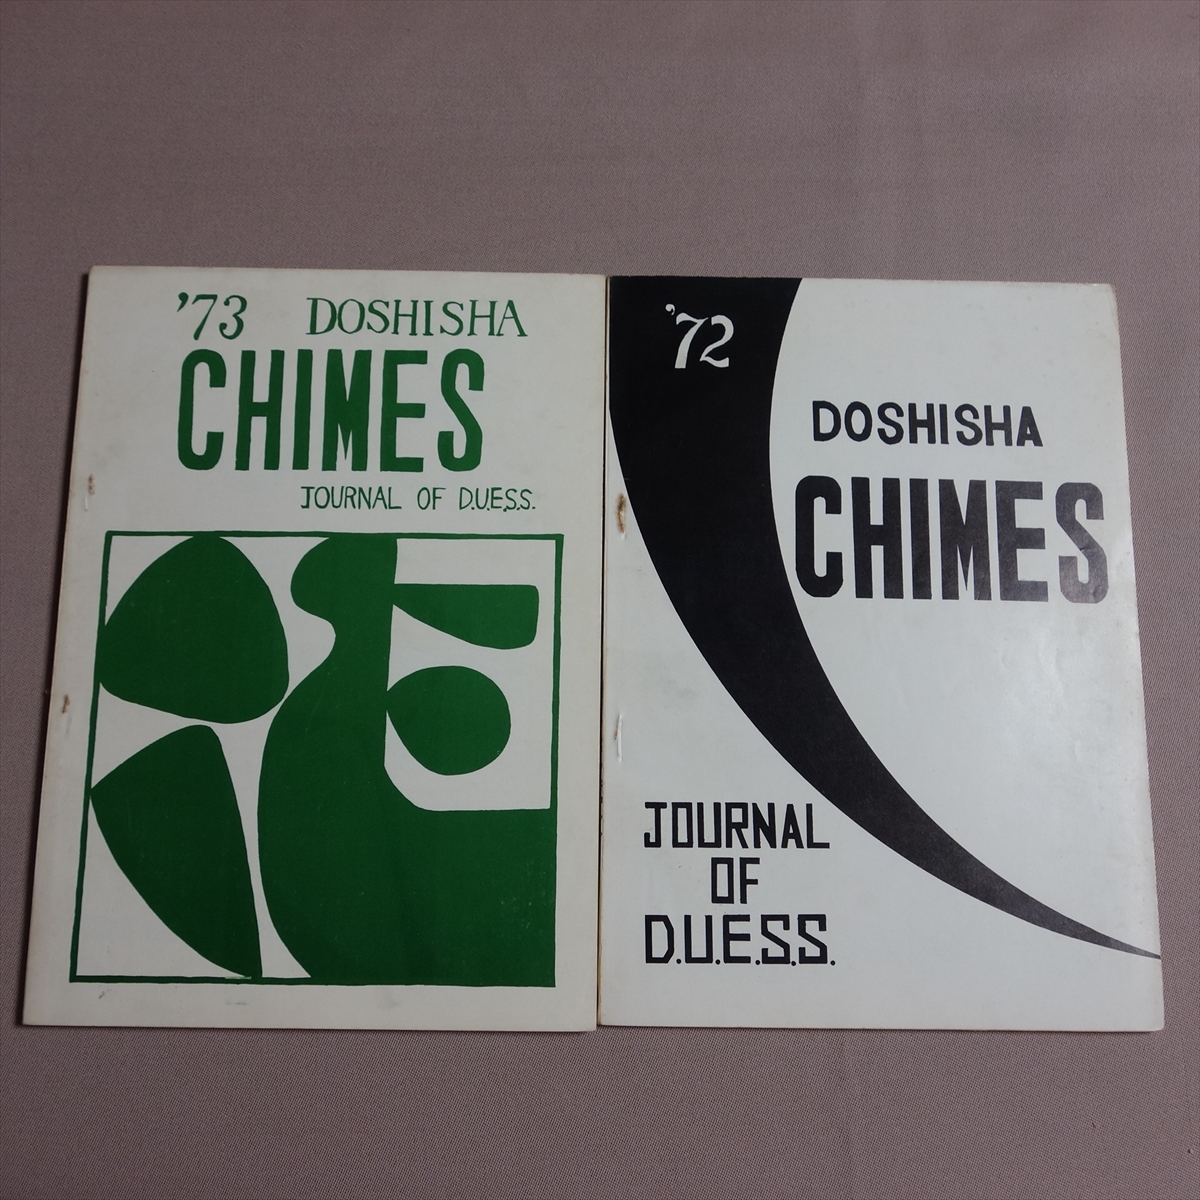 '73 DOSHISHA
CHIMES
JOURNAL OF D.U.E.S.S.
'72
DOSHISHA
CHIMES
JOURNAL
OF
D.U.E.S.S.